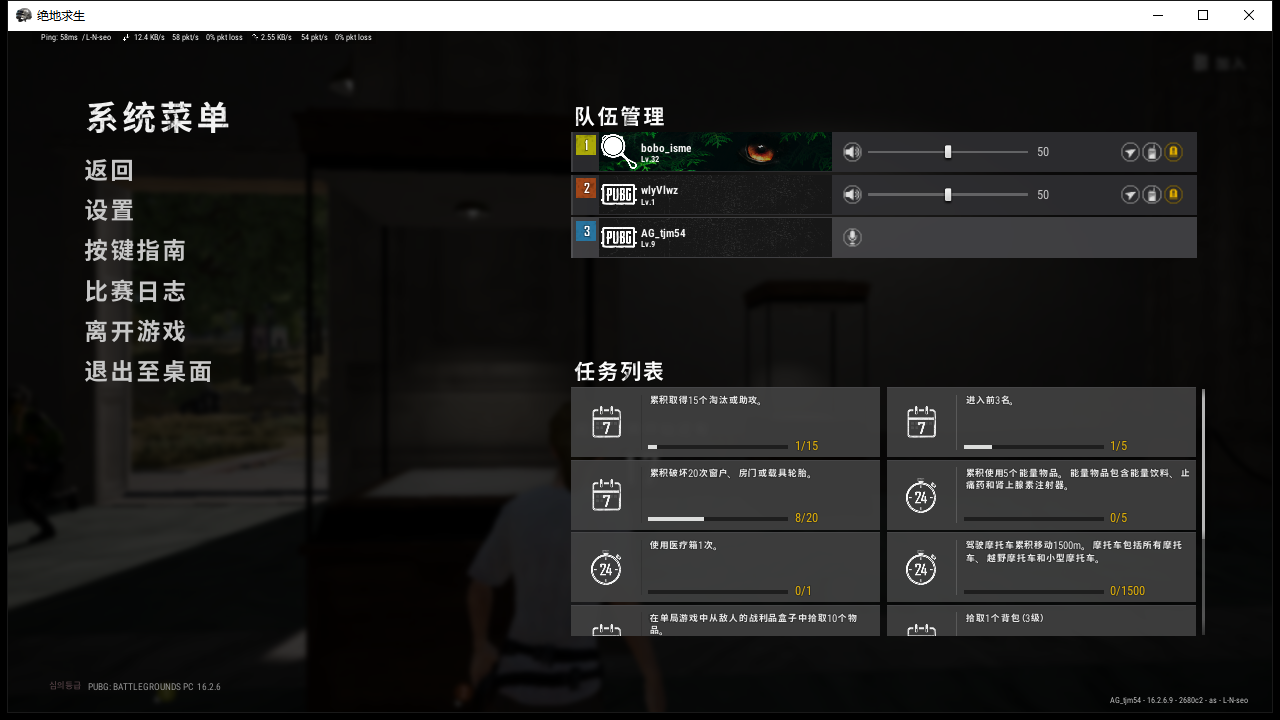 绝地求生
Ping: 58ms / L-N-seo 12.4 KB/s 58 pkt/s 0% pkt loss 2.55 KB/s 54 pkt/s 0% pkt loss
系统菜单
返回
设置
按键指南
比赛日志
离开游戏
退出至桌面
队伍管理
1 bobo_isme
Lv.32
50
2 PUBG wlyVlwz
Lv.1
50
3 PUBG AG_tjm54
Lv.9
任务列表
7 累积取得15个淘汰或助攻。
1/15
7 进入前3名。
1/5
7 累积破坏20次窗户、房门或载具轮胎。
8/20
24 累积使用5个能量物品。能量物品包含能量饮料、止
痛药和肾上腺素注射器。
0/5
24 使用医疗箱1次。
0/1
24 驾驶摩托车累积移动1500m。摩托车包括所有摩托
车、越野摩托车和小型摩托车。
0/1500
在单局游戏中从敌人的战利品盒子中拾取10个物
品。
拾取1个背包(3级)
심의등급 PUBG: BATTLEGROUNDS PC 16.2.6
AG_tjm54 - 16.2.6.9 - 2680c2 - as - L-N-seo